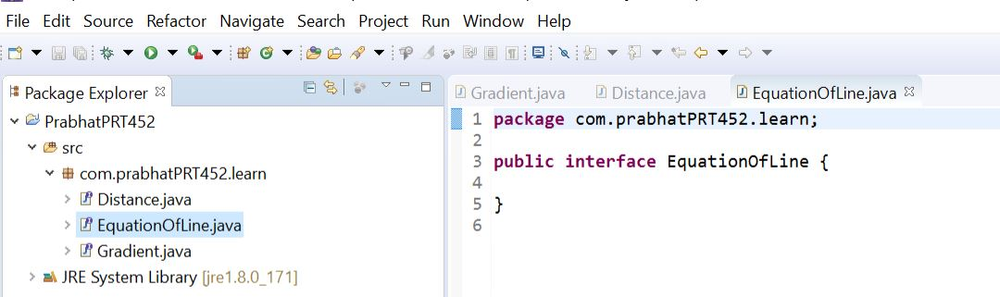 File Edit Source Refactor Navigate Search Project Run Window Help
Package Explorer
PrabhatPRT452
src
com.prabhatPRT452.learn
Distance.java
EquationOfLine.java
Gradient.java
JRE System Library [jre1.8.0_171]
Gradient.java Distance.java EquationOfLine.java
1 package com.prabhatPRT452.learn;
2
3 public interface EquationOfLine {
4
5 }
6